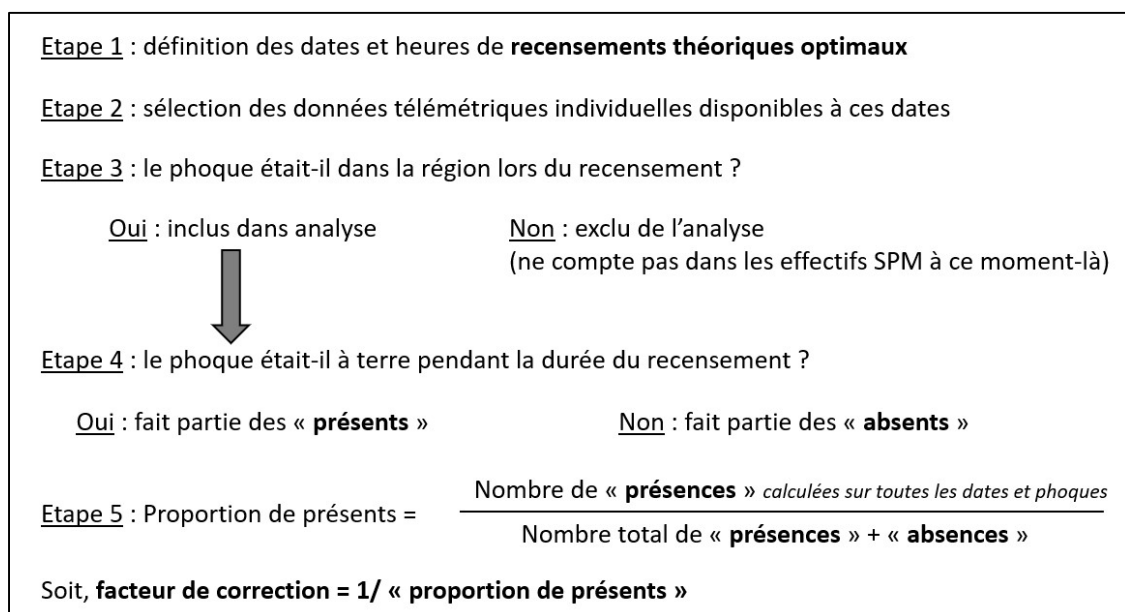 Etape 1 : définition des dates et heures de recensements théoriques optimaux
Etape 2 : sélection des données télémétriques individuelles disponibles à ces dates
Etape 3 : le phoque était-il dans la région lors du recensement ?
Oui : inclus dans analyse
Non : exclu de l’analyse
(ne compte pas dans les effectifs SPM à ce moment-là)
Etape 4 : le phoque était-il à terre pendant la durée du recensement ?
Oui : fait partie des « présents »
Non : fait partie des « absents »
Etape 5 : Proportion de présents =
Nombre de « présences » calculées sur toutes les dates et phoques
Nombre total de « présences » + « absences »
Soit, facteur de correction = 1/ « proportion de présents »